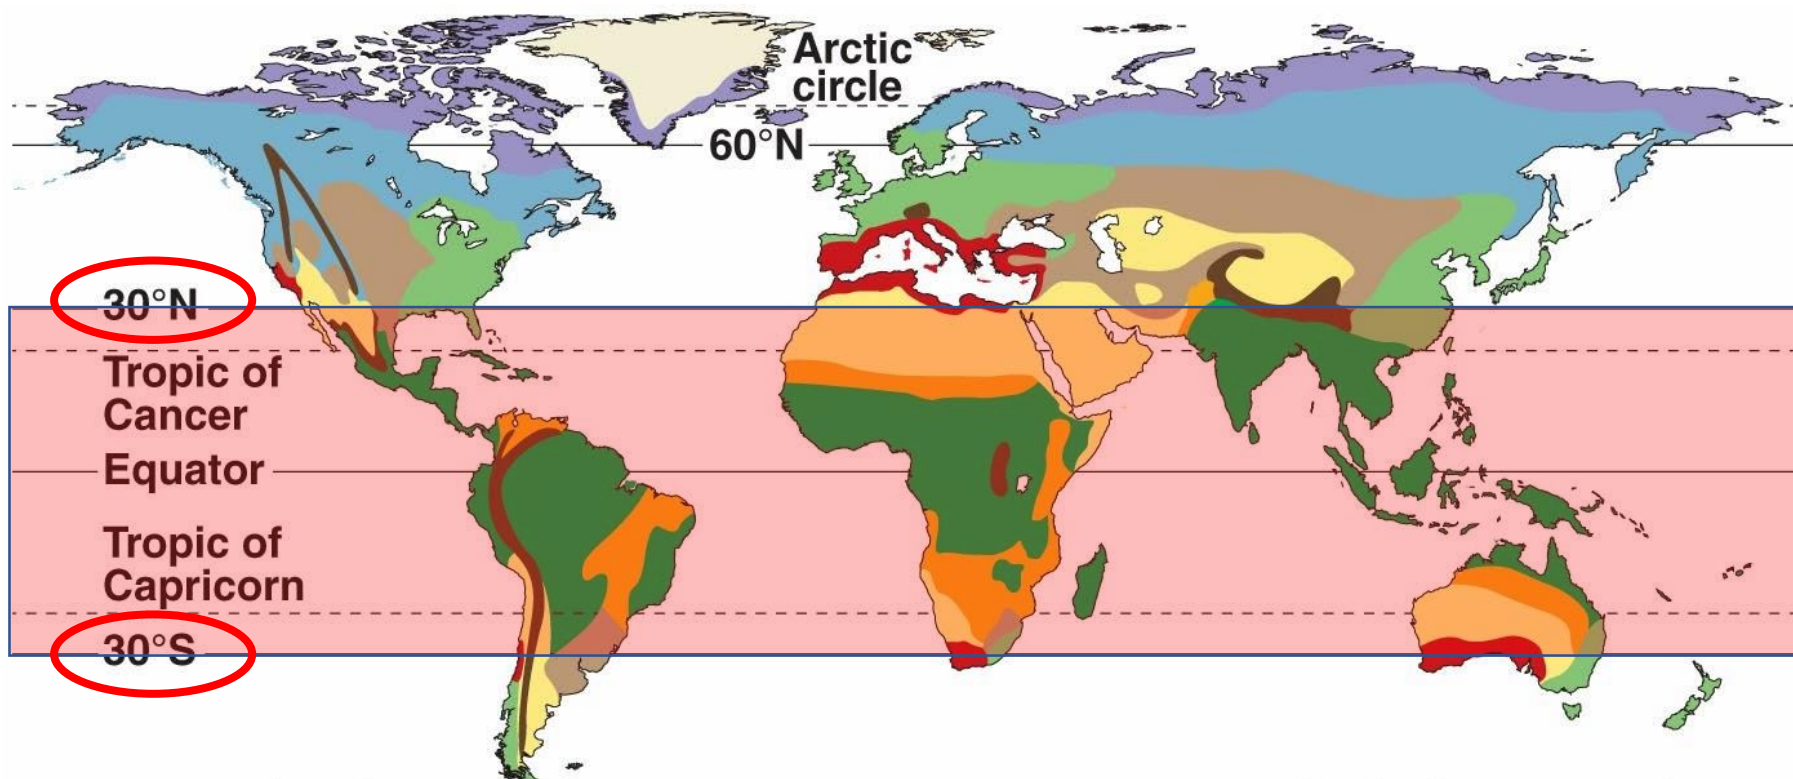 Arctic
circle
60°N
30°N
Tropic of
Cancer
Equator
Tropic of
Capricorn
30°S